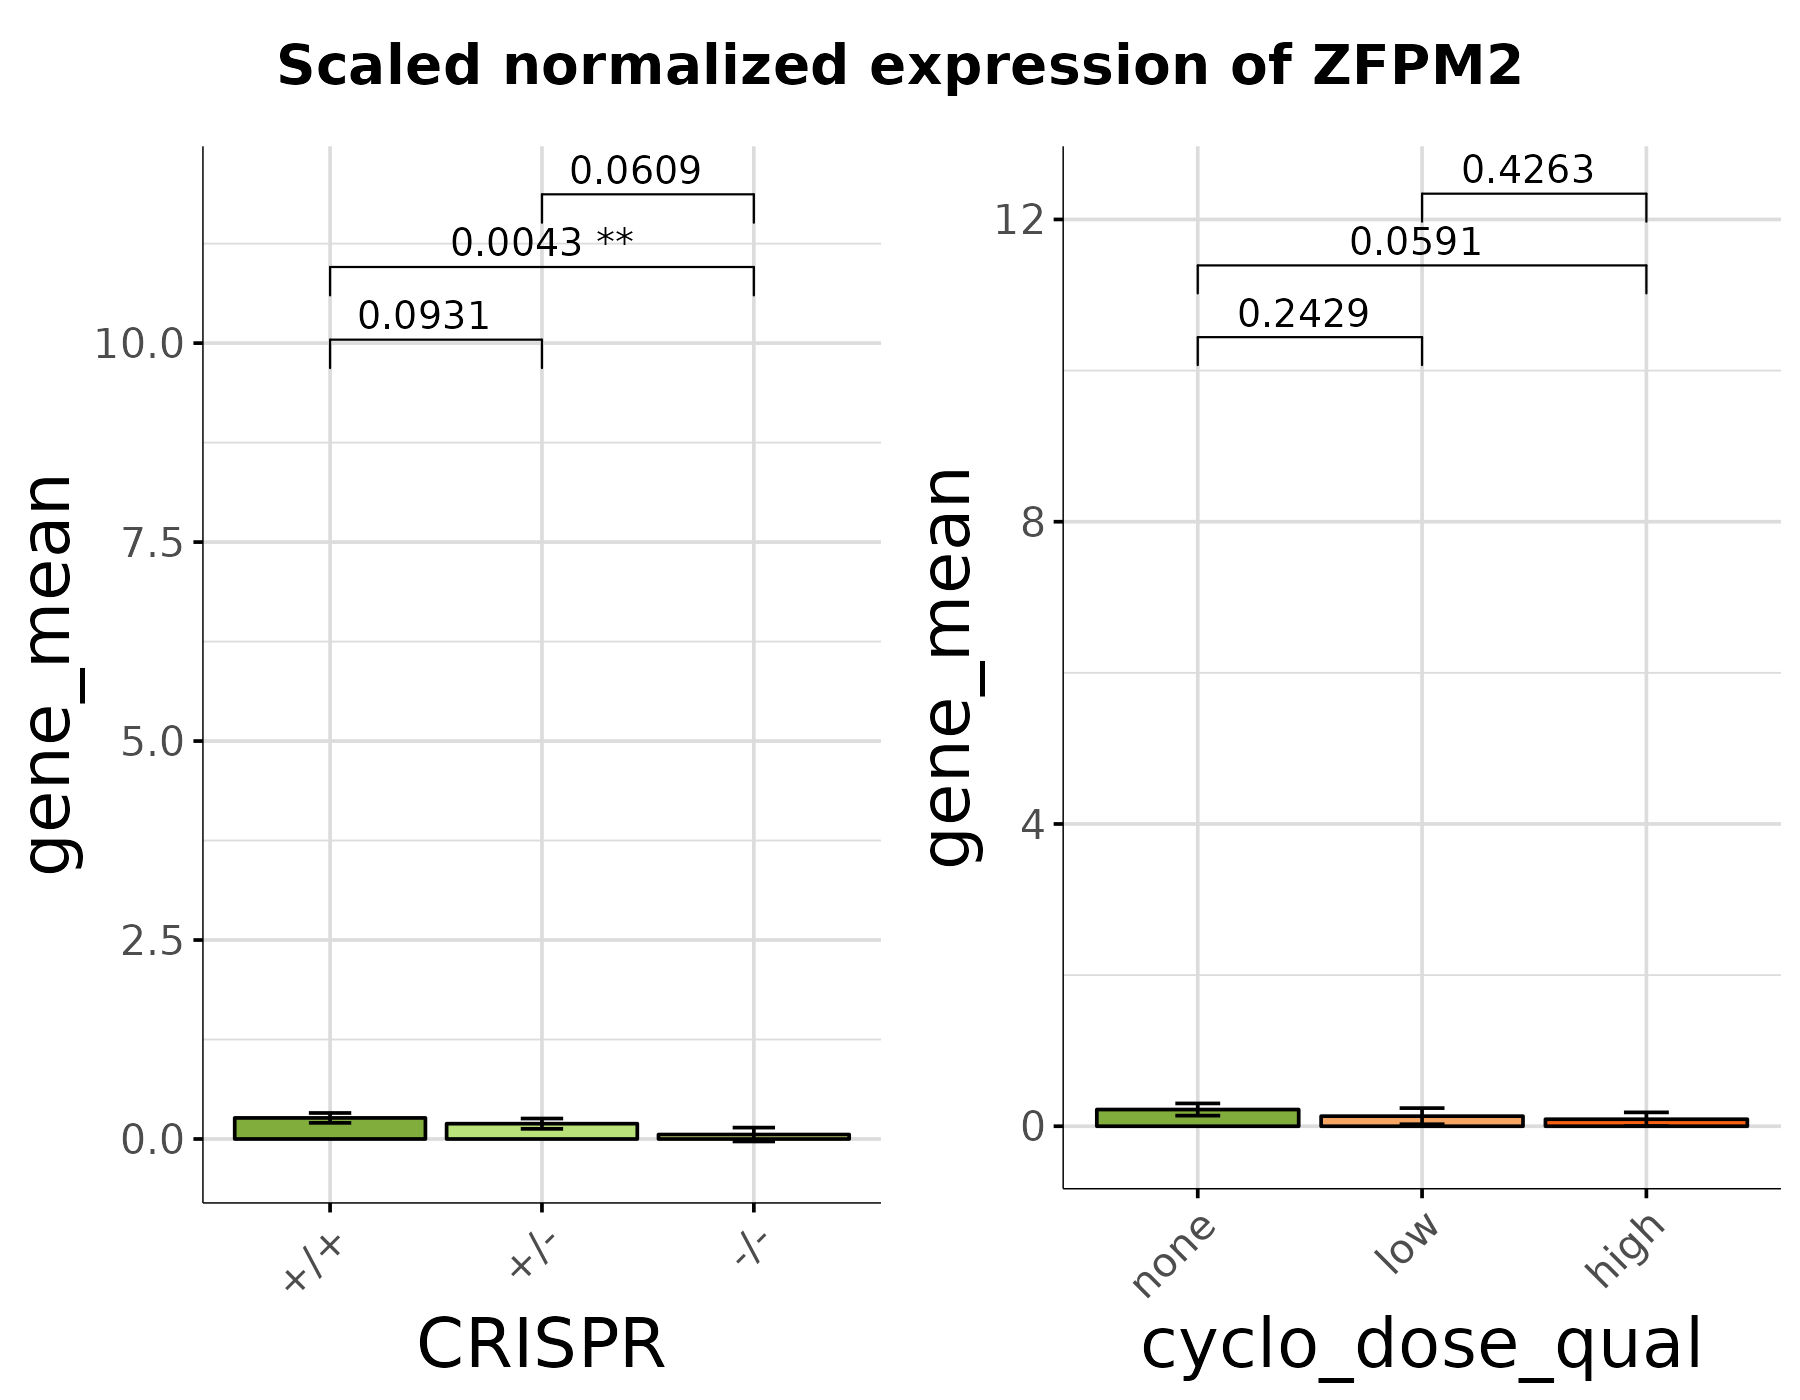 Scaled normalized expression of ZFPM2
gene_mean
10.0
7.5
5.0
2.5
0.0
0.0609
0.0043 **
0.0931
+/+
+/-
-/-
CRISPR
gene_mean
12
8
4
0
0.4263
0.0591
0.2429
none
low
high
cyclo_dose_qual